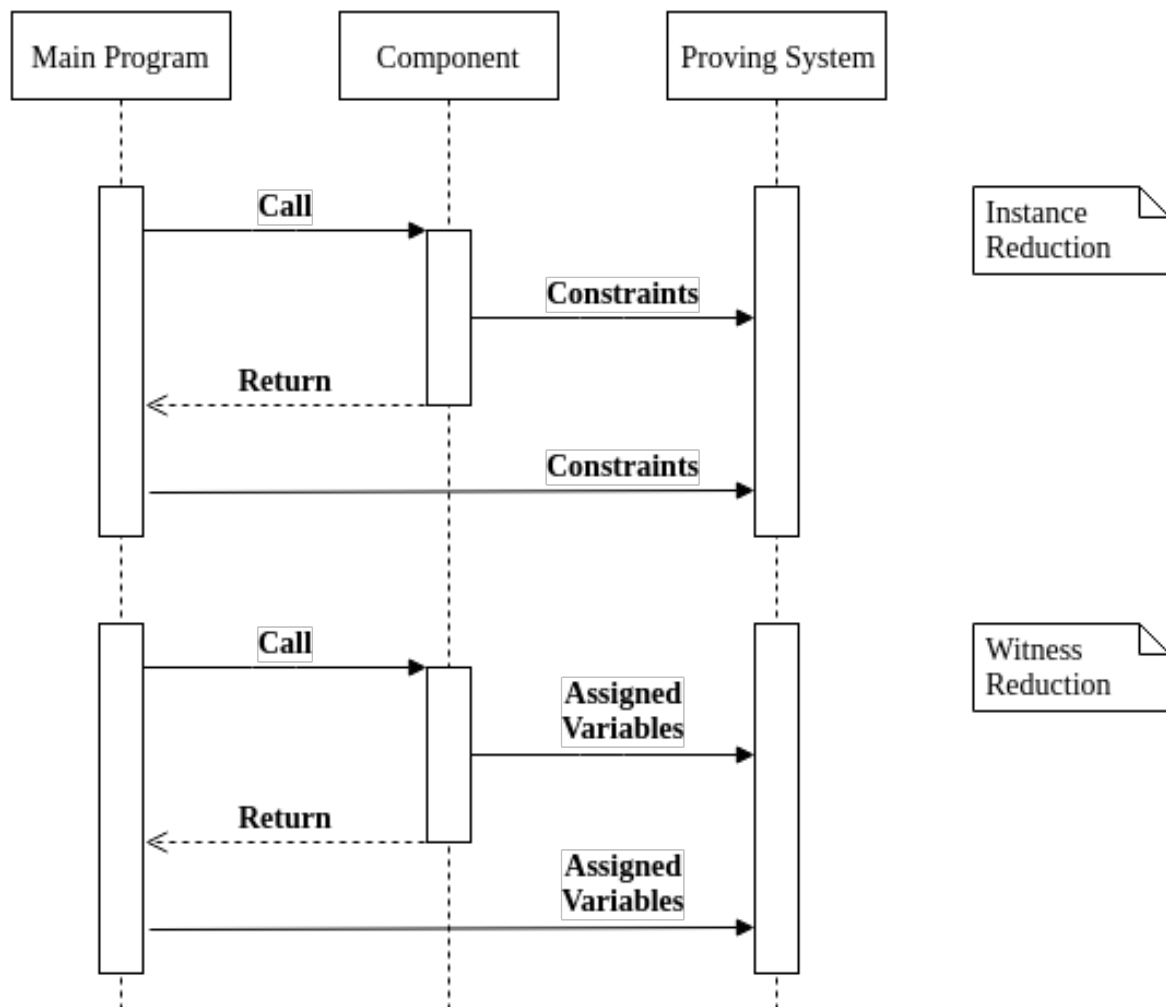 Main Program
Component
Proving System
Call
Instance
Reduction
Constraints
Return
Constraints
Call
Witness
Reduction
Assigned
Variables
Return
Assigned
Variables